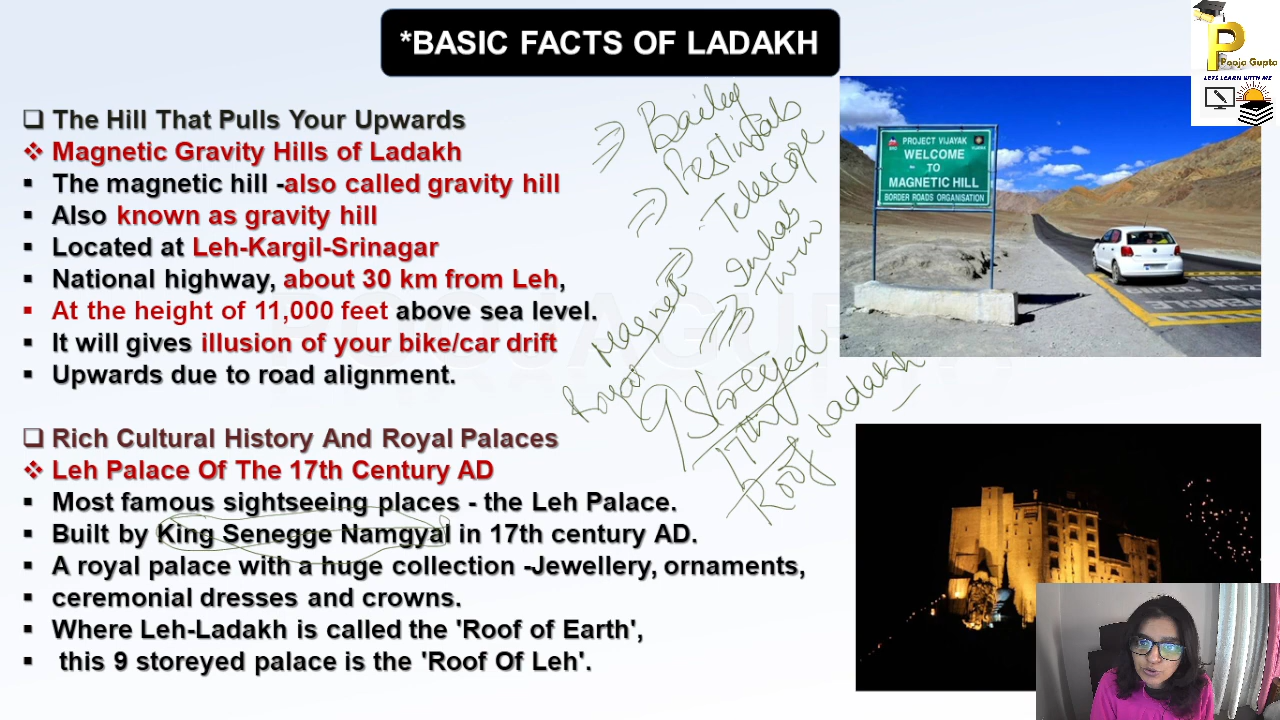 *BASIC FACTS OF LADAKH
P
Pooja Gupta
LETS LEARN WITH ME
❑ The Hill That Pulls Your Upwards
❖ Magnetic Gravity Hills of Ladakh
▪ The magnetic hill -also called gravity hill
▪ Also known as gravity hill
▪ Located at Leh-Kargil-Srinagar
▪ National highway, about 30 km from Leh,
▪ At the height of 11,000 feet above sea level.
▪ It will gives illusion of your bike/car drift
▪ Upwards due to road alignment.
❑ Rich Cultural History And Royal Palaces
❖ Leh Palace Of The 17th Century AD
▪ Most famous sightseeing places - the Leh Palace.
▪ Built by King Senegge Namgyal in 17th century AD.
▪ A royal palace with a huge collection -Jewellery, ornaments,
▪ ceremonial dresses and crowns.
▪ Where Leh-Ladakh is called the 'Roof of Earth',
▪ this 9 storeyed palace is the 'Roof Of Leh'.
Bailey
Festivals
Telescope
Indus
Magnet
Royal
9 Storeyed
17th
Roof Ladakh
PROJECT VIJAYAK
WELCOME
TO
MAGNETIC HILL
BORDER ROADS ORGANISATION